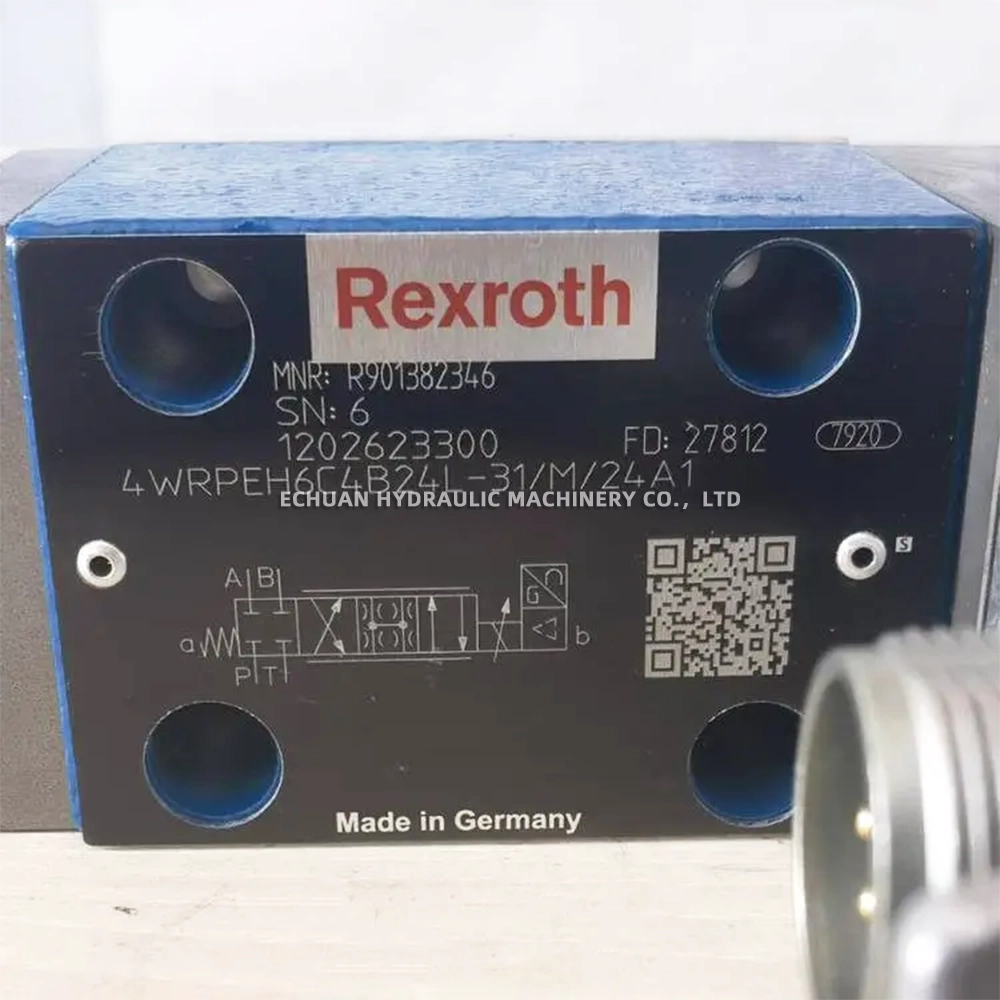 Rexroth
MNR: R901382346
SN: 6
1202623300 FD: 27812 7920
4WRPEH6C4B24L-31/M/24A1
ECHUAN HYDRAULIC MACHINERY CO., LTD
S
A B
a b
P T
Made in Germany